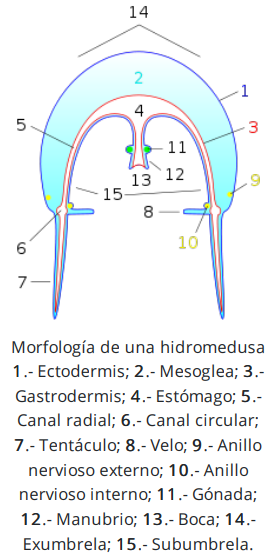 14
2
1
4
5
3
11
13
12
15
9
8
10
6
7
Morfología de una hidromedusa
1.- Ectodermis; 2.- Mesoglea; 3.-
Gastrodermis; 4.- Estómago; 5.-
Canal radial; 6.- Canal circular;
7.- Tentáculo; 8.- Velo; 9.- Anillo
nervioso externo; 10.- Anillo
nervioso interno; 11.- Gónada;
12.- Manubrio; 13.- Boca; 14.-
Exumbrela; 15.- Subumbrela.